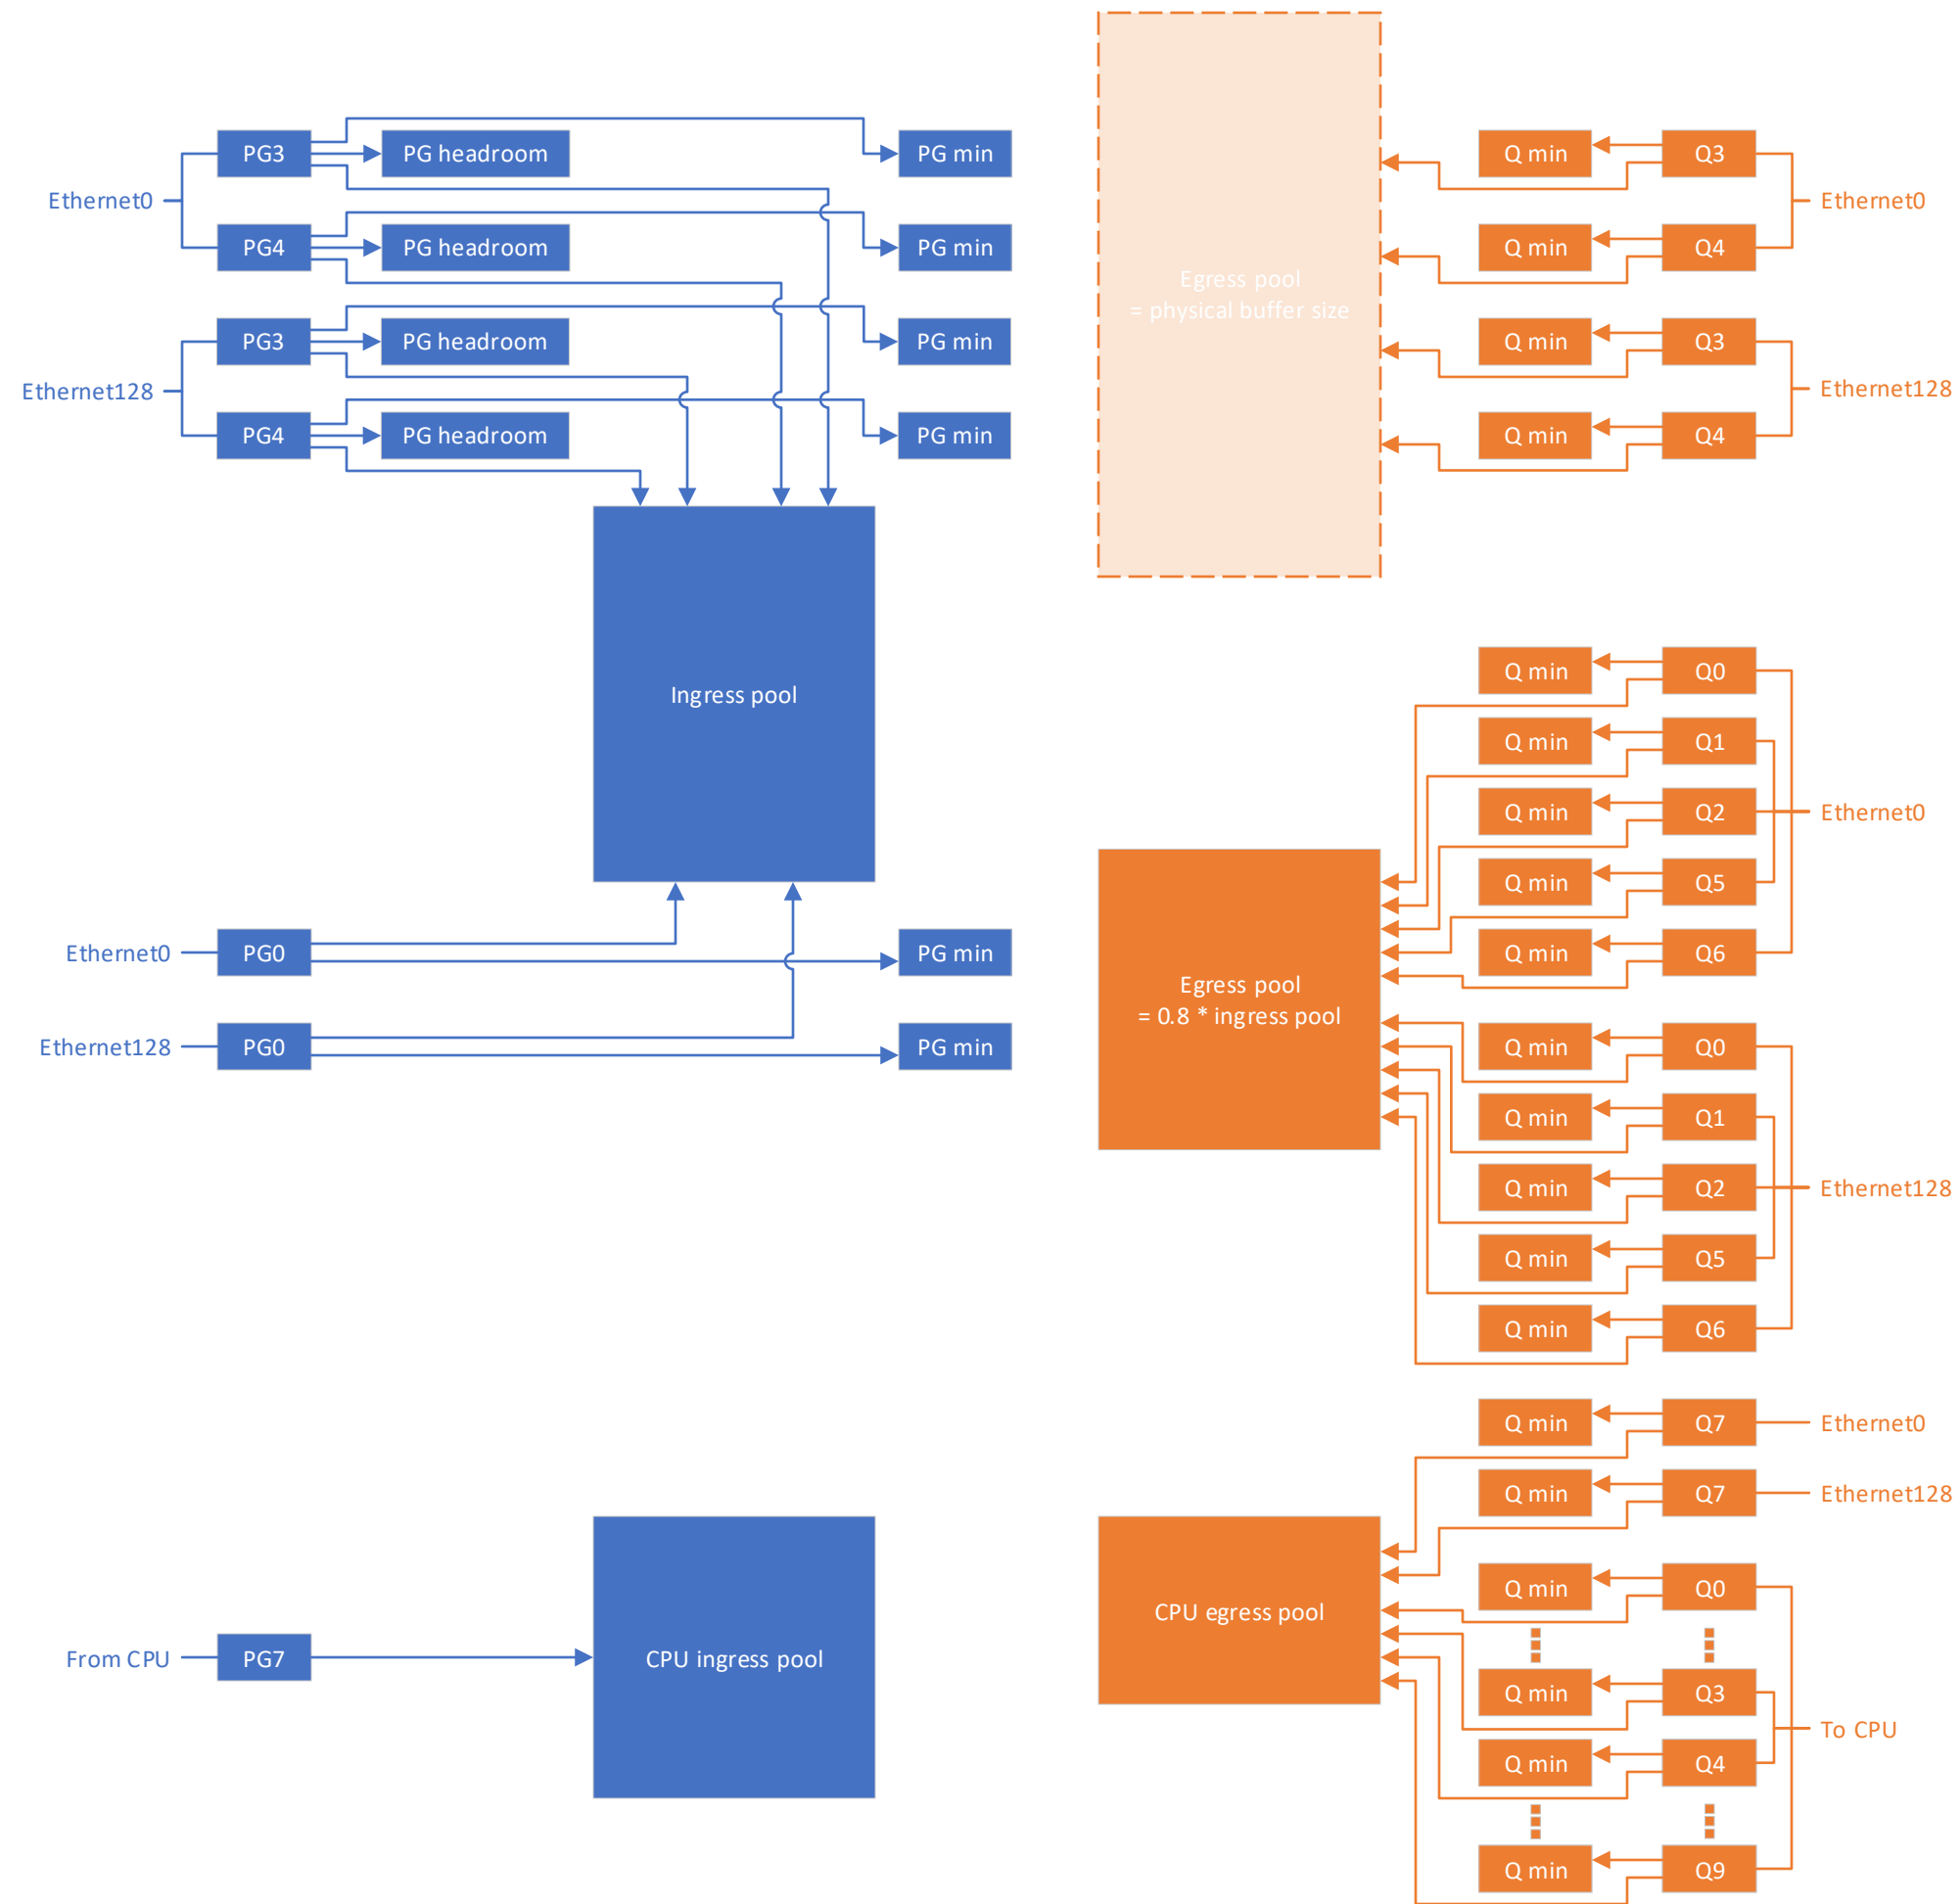 PG3
PG headroom
PG min
Ethernet0
PG4
PG headroom
PG min
PG3
PG headroom
PG min
Ethernet128
PG4
PG headroom
PG min
Ingress pool
Ethernet0
PG0
PG min
Ethernet128
PG0
PG min
From CPU
PG7
CPU ingress pool
Egress pool
= physical buffer size
Q min
Q3
Ethernet0
Q min
Q4
Q min
Q3
Ethernet128
Q min
Q4
Q min
Q0
Q min
Q1
Q min
Q2
Ethernet0
Q min
Q5
Q min
Q6
Egress pool
= 0.8 * ingress pool
Q min
Q0
Q min
Q1
Q min
Q2
Ethernet128
Q min
Q5
Q min
Q6
Q min
Q7
Ethernet0
Q min
Q7
Ethernet128
CPU egress pool
Q min
Q0
Q min
Q3
To CPU
Q min
Q4
Q min
Q9